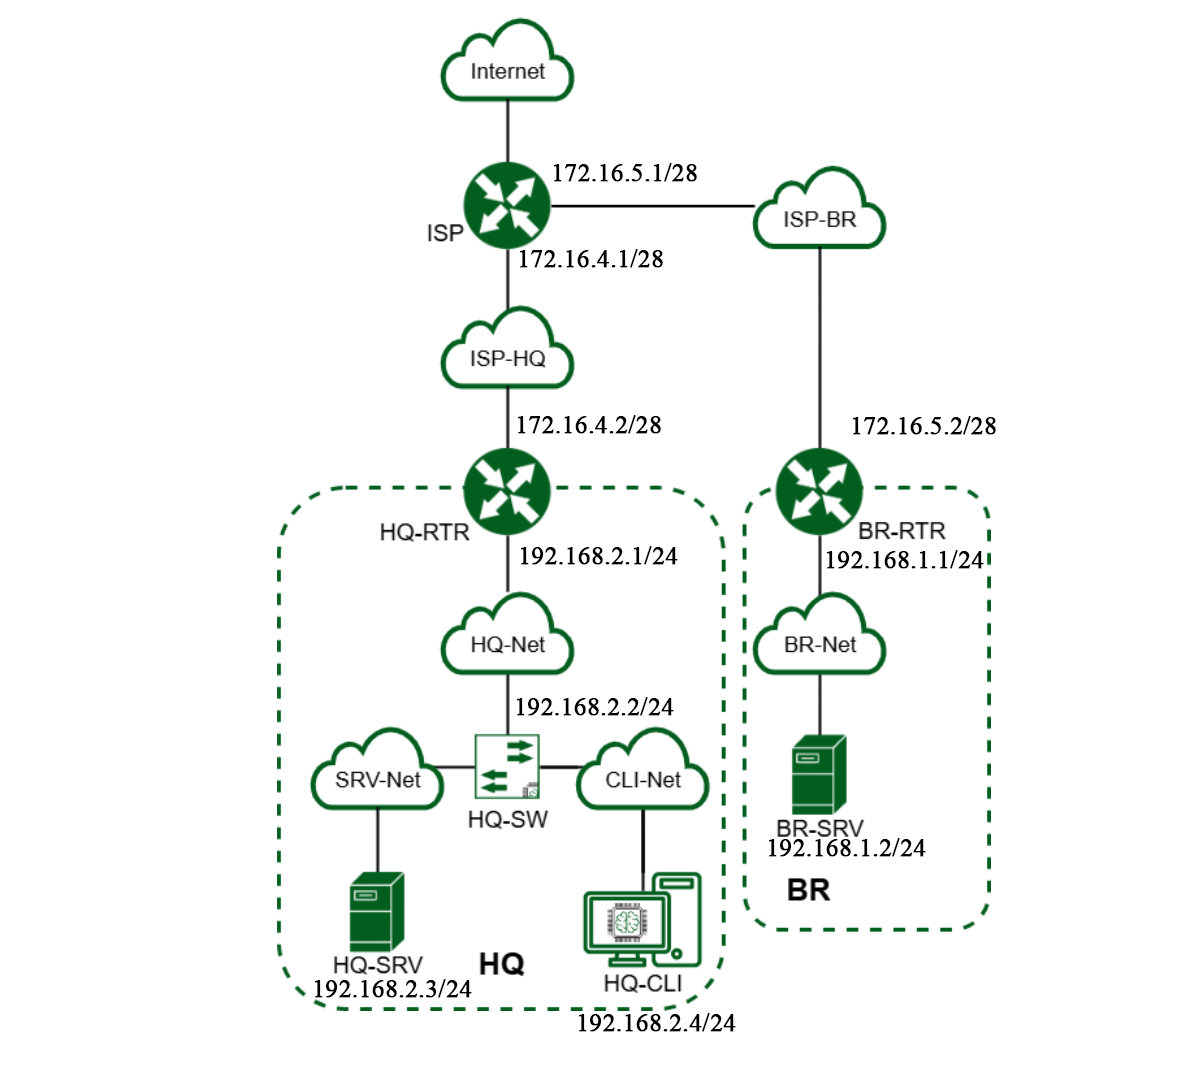 Internet
172.16.5.1/28
ISP-BR
ISP
172.16.4.1/28
ISP-HQ
172.16.4.2/28
172.16.5.2/28
HQ-RTR
BR-RTR
192.168.2.1/24
192.168.1.1/24
HQ-Net
BR-Net
192.168.2.2/24
SRV-Net
CLI-Net
HQ-SW
BR-SRV
192.168.1.2/24
BR
HQ-SRV
192.168.2.3/24
HQ
HQ-CLI
192.168.2.4/24